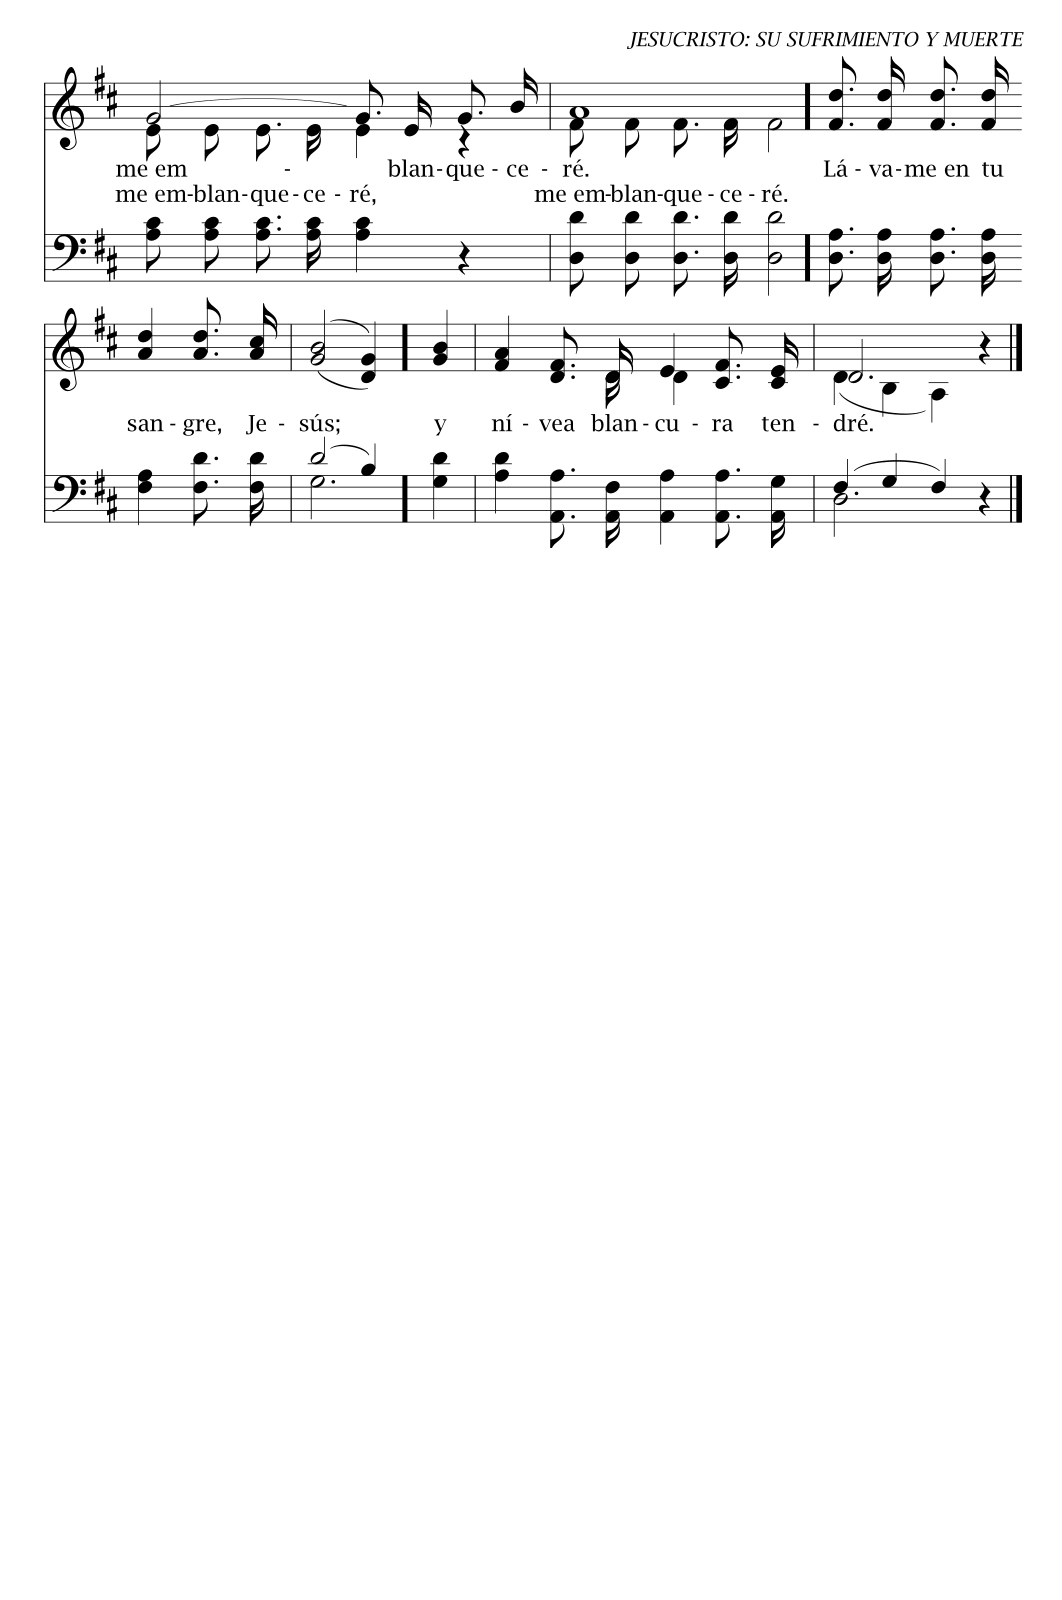 JESUCRISTO: SU SUFRIMIENTO Y MUERTE
me em - blan - que - ce - ré. Lá - va - me en tu
me em - blan - que - ce - ré, me em - blan - que - ce - ré.
san - gre, Je - sús; y ní - vea blan - cu - ra ten - dré.